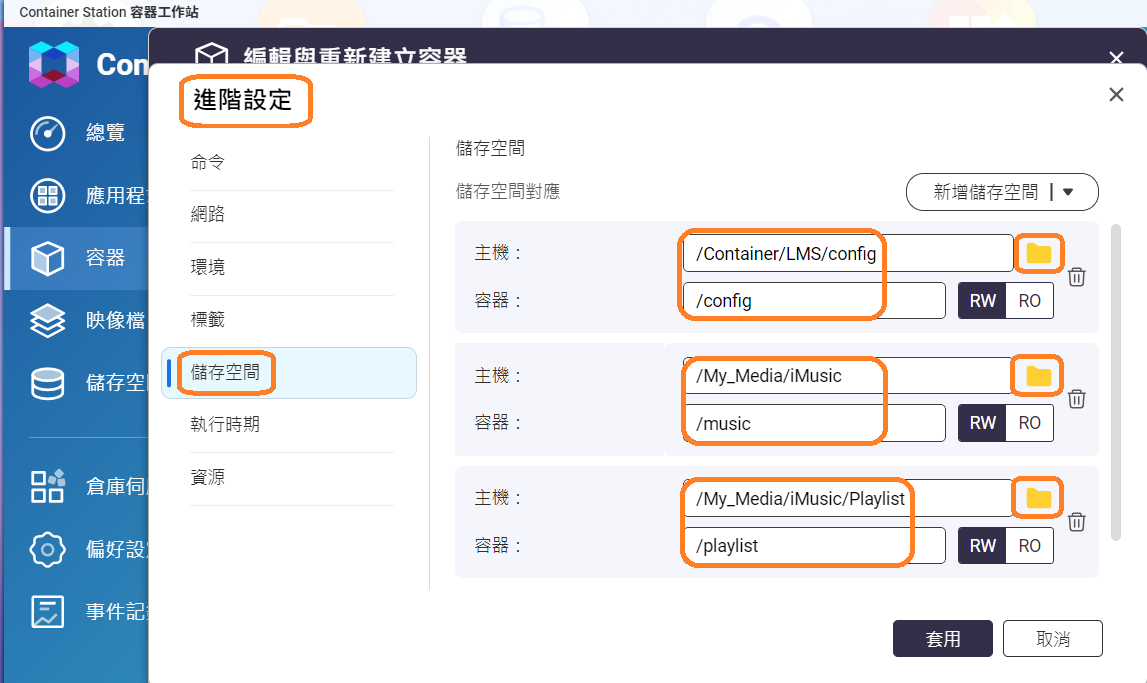 Container Station 容器工作站
Con
編輯與重新建立容器
總覽
應用程
容器
映像檔
儲存空
倉庫伺
偏好設
事件記
進階設定
命令
網路
環境
標籤
儲存空間
執行時期
資源
儲存空間
儲存空間對應
新增儲存空間
主機：
/Container/LMS/config
容器：
/config
RW RO
主機：
/My_Media/iMusic
容器：
/music
RW RO
主機：
/My_Media/iMusic/Playlist
容器：
/playlist
RW RO
套用
取消